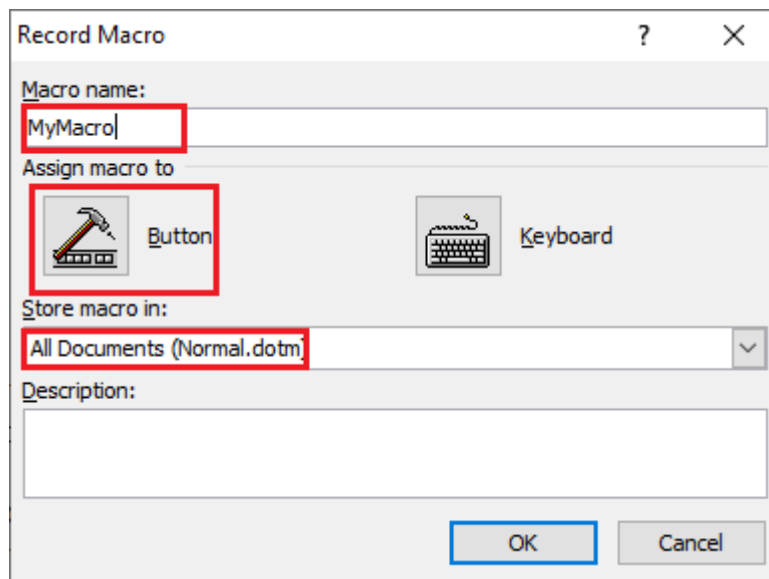 Record Macro ?
Macro name:
MyMacro
Assign macro to
Button Keyboard
Store macro in:
All Documents (Normal.dotm)
Description:
OK Cancel